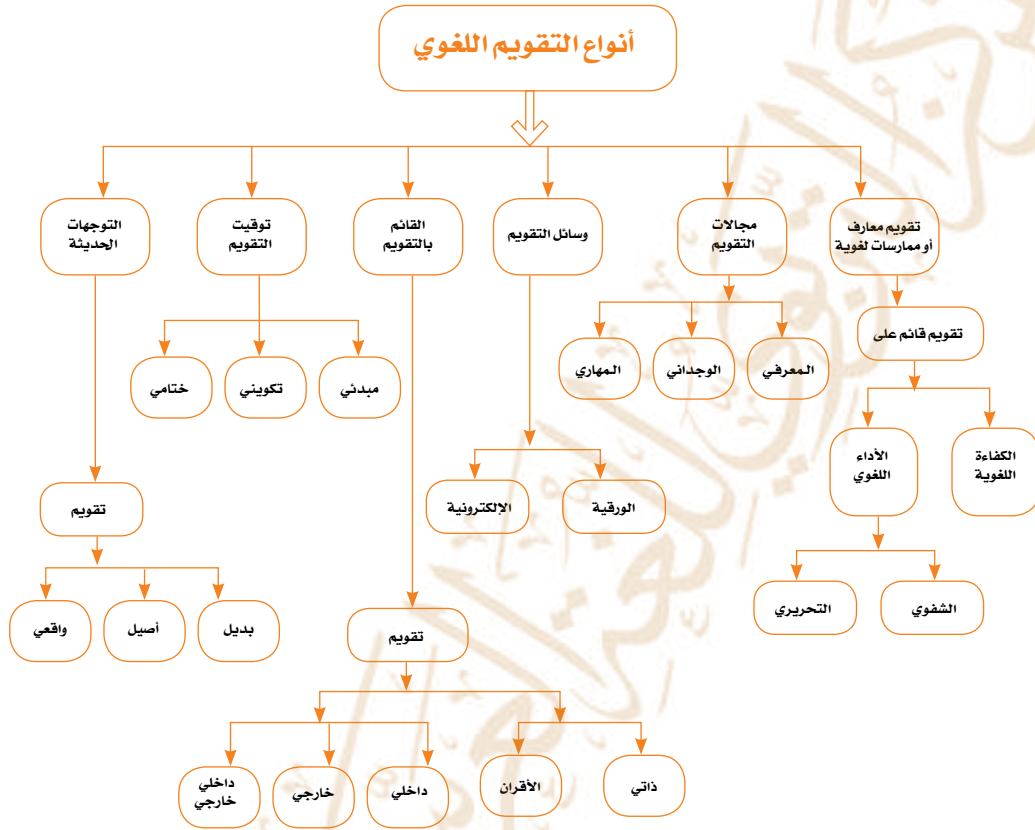 أنواع التقويم اللغوي
تقويم معارف
أو ممارسات لغوية
مجالات
التقويم
وسائل التقويم
القائم
بالتقويم
توقيت
التقويم
التوجهات
الحديثة
تقويم قائم على
المعرفي
الوجداني
المهاري
مبدئي
تكويني
ختامي
الكفاءة
اللغوية
الأداء
اللغوي
الورقية
الإلكترونية
تقويم
الشفوي
التحريري
بديل
أصيل
واقعي
تقويم
ذاتي
الأقران
داخلي
خارجي
داخلي
خارجي